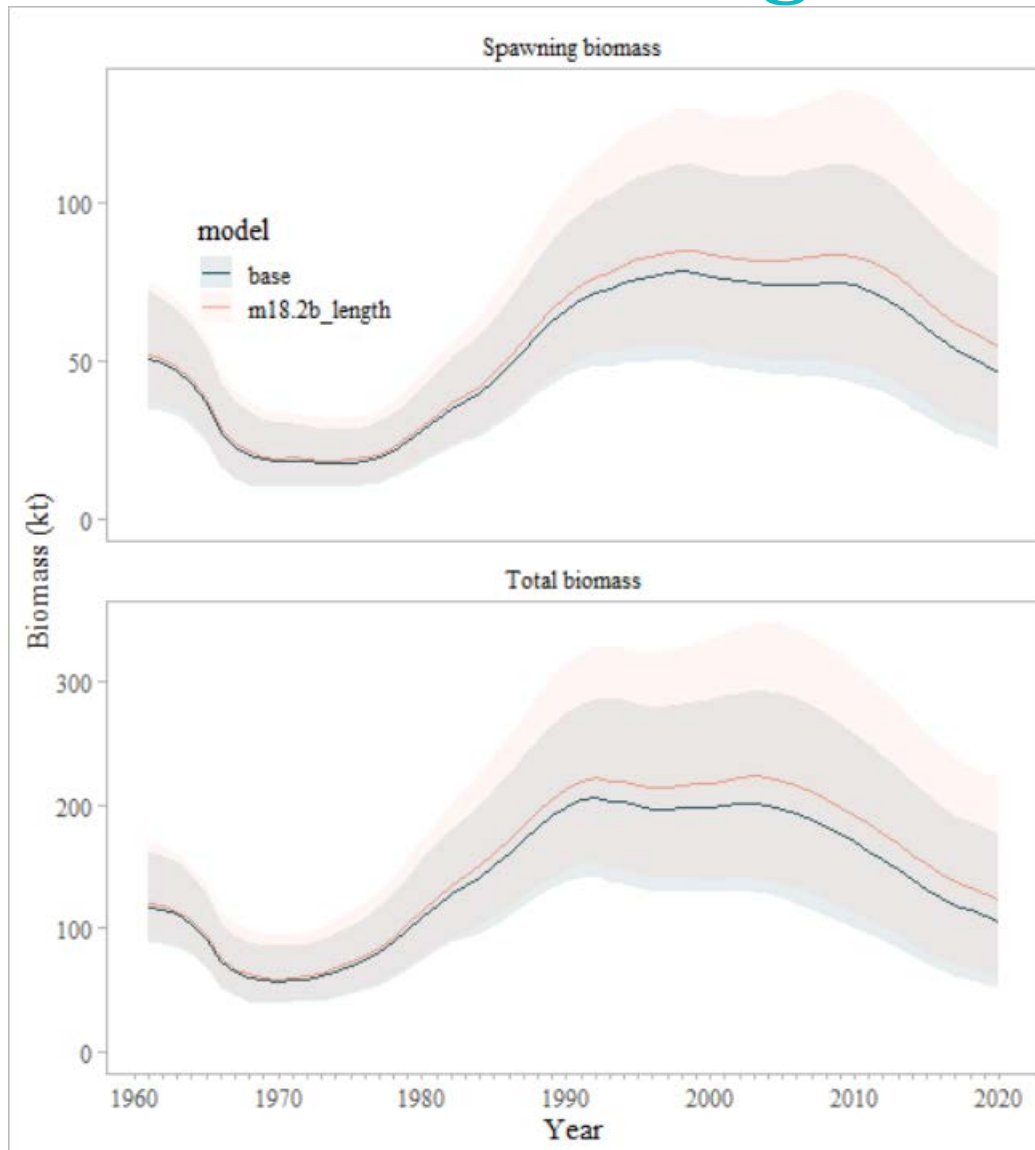 Spawning biomass
100
50
0
model
base
m18.2b_length
Biomass (kt)
Total biomass
300
200
100
0
1960 1970 1980 1990 2000 2010 2020
Year